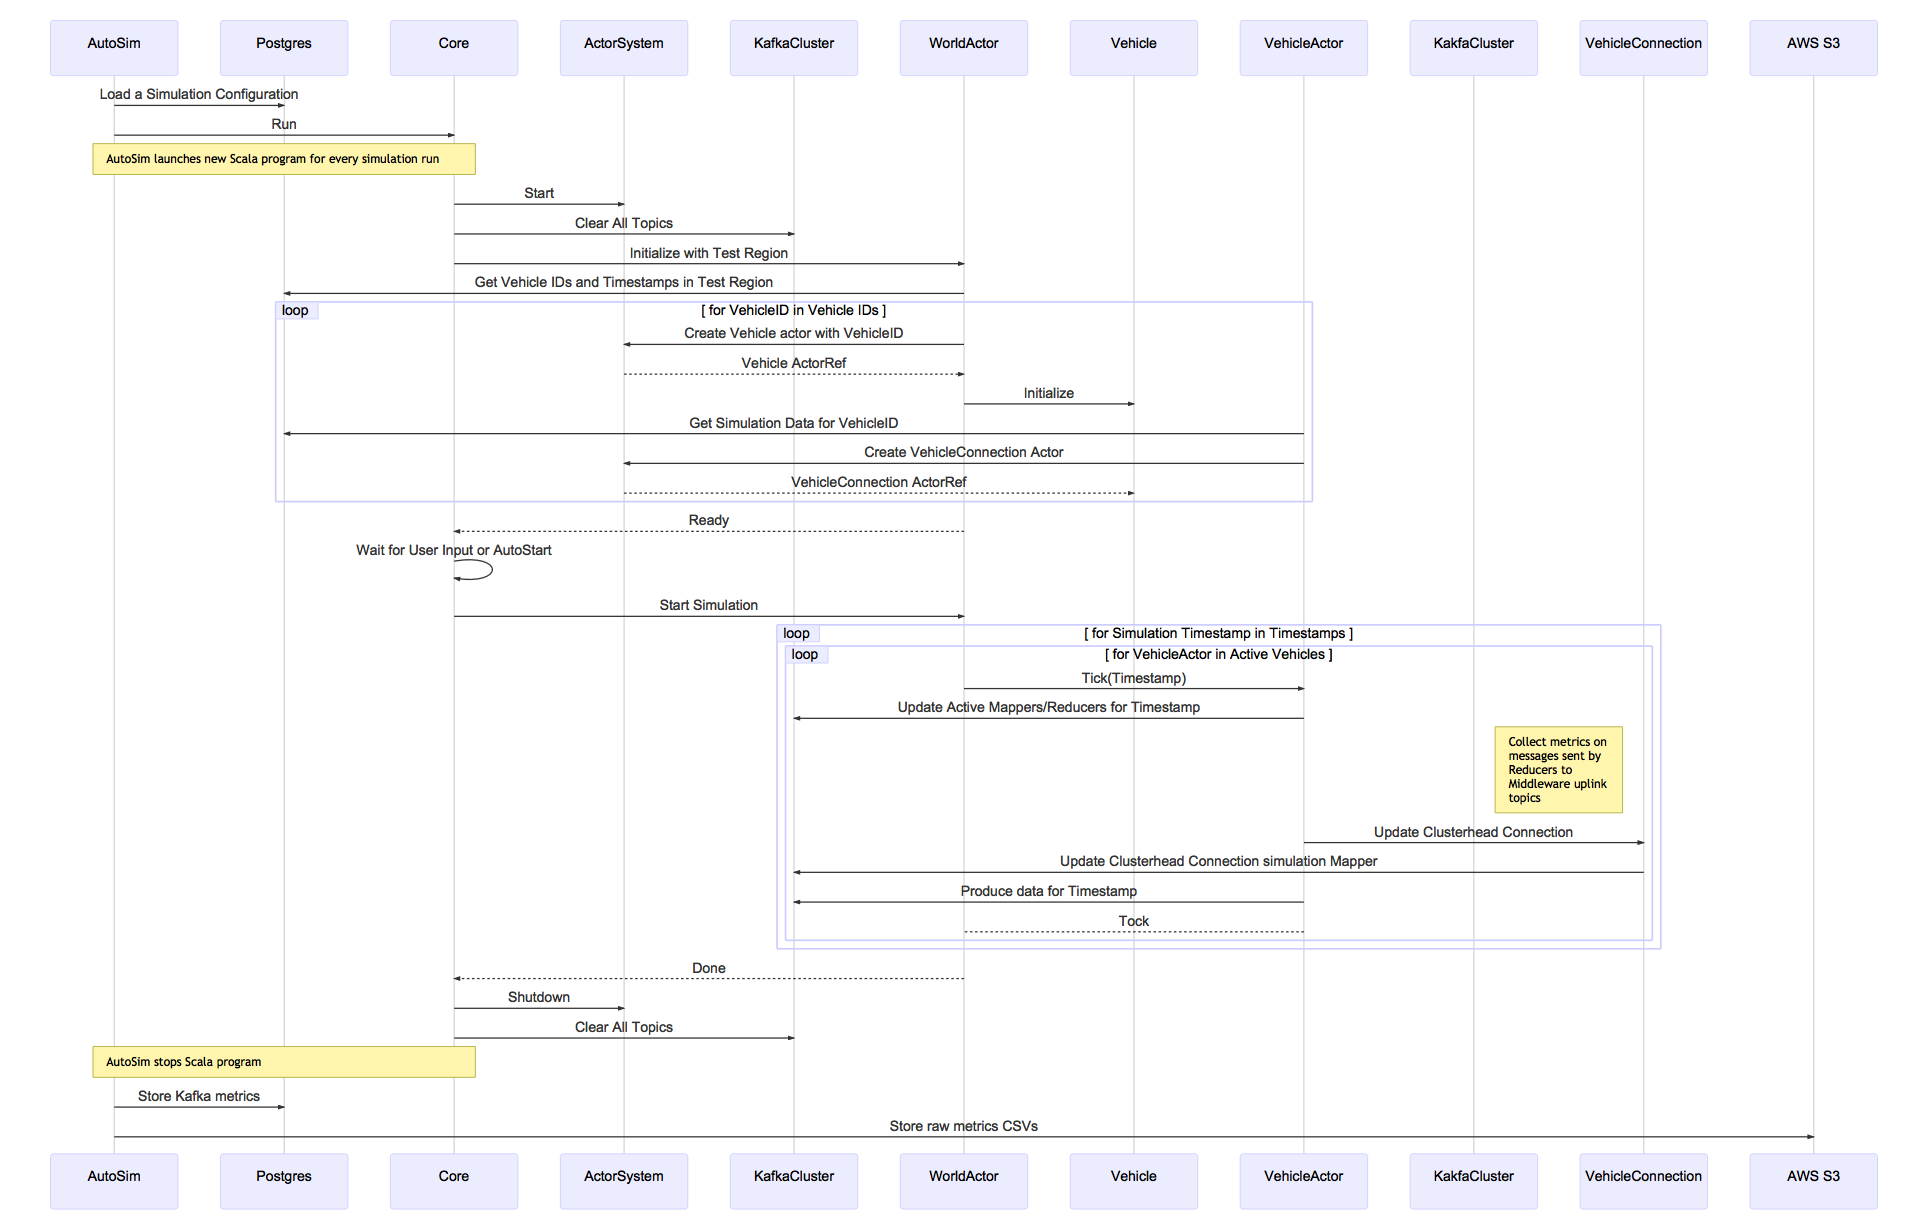 AutoSim
Postgres
Core
ActorSystem
KafkaCluster
WorldActor
Vehicle
VehicleActor
KakfaCluster
VehicleConnection
AWS S3
Load a Simulation Configuration
Run
AutoSim launches new Scala program for every simulation run
Start
Clear All Topics
Initialize with Test Region
Get Vehicle IDs and Timestamps in Test Region
loop
[ for VehicleID in Vehicle IDs ]
Create Vehicle actor with VehicleID
Vehicle ActorRef
Initialize
Get Simulation Data for VehicleID
Create VehicleConnection Actor
VehicleConnection ActorRef
Ready
Wait for User Input or AutoStart
Start Simulation
loop
[ for Simulation Timestamp in Timestamps ]
loop
[ for VehicleActor in Active Vehicles ]
Tick(Timestamp)
Update Active Mappers/Reducers for Timestamp
Collect metrics on
messages sent by
Reducers to
Middleware uplink
topics
Update Clusterhead Connection
Update Clusterhead Connection simulation Mapper
Produce data for Timestamp
Tock
Done
Shutdown
Clear All Topics
AutoSim stops Scala program
Store Kafka metrics
Store raw metrics CSVs
AutoSim
Postgres
Core
ActorSystem
KafkaCluster
WorldActor
Vehicle
VehicleActor
KakfaCluster
VehicleConnection
AWS S3